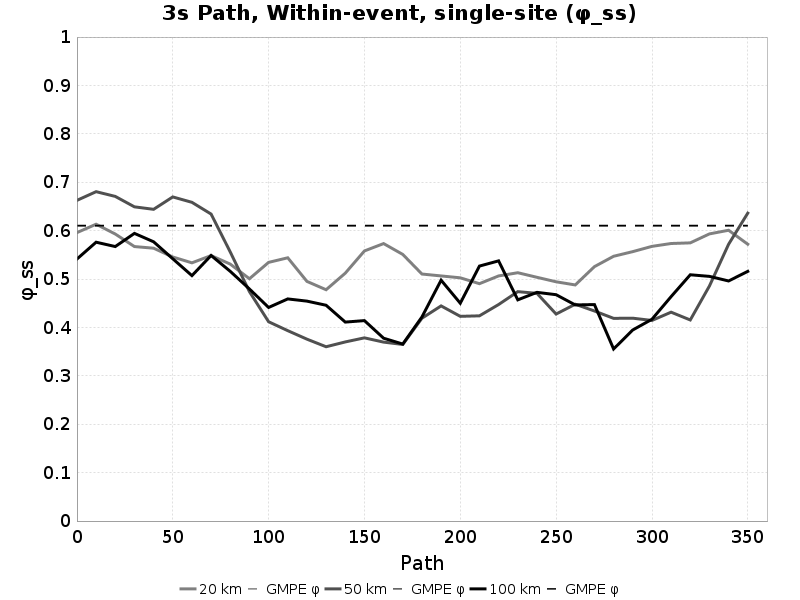 3s Path, Within-event, single-site (φ_ss)
1
0.9
0.8
0.7
0.6
0.5
0.4
0.3
0.2
0.1
0
φ_ss
0 50 100 150 200 250 300 350
Path
20 km GMPE φ 50 km GMPE φ 100 km GMPE φ